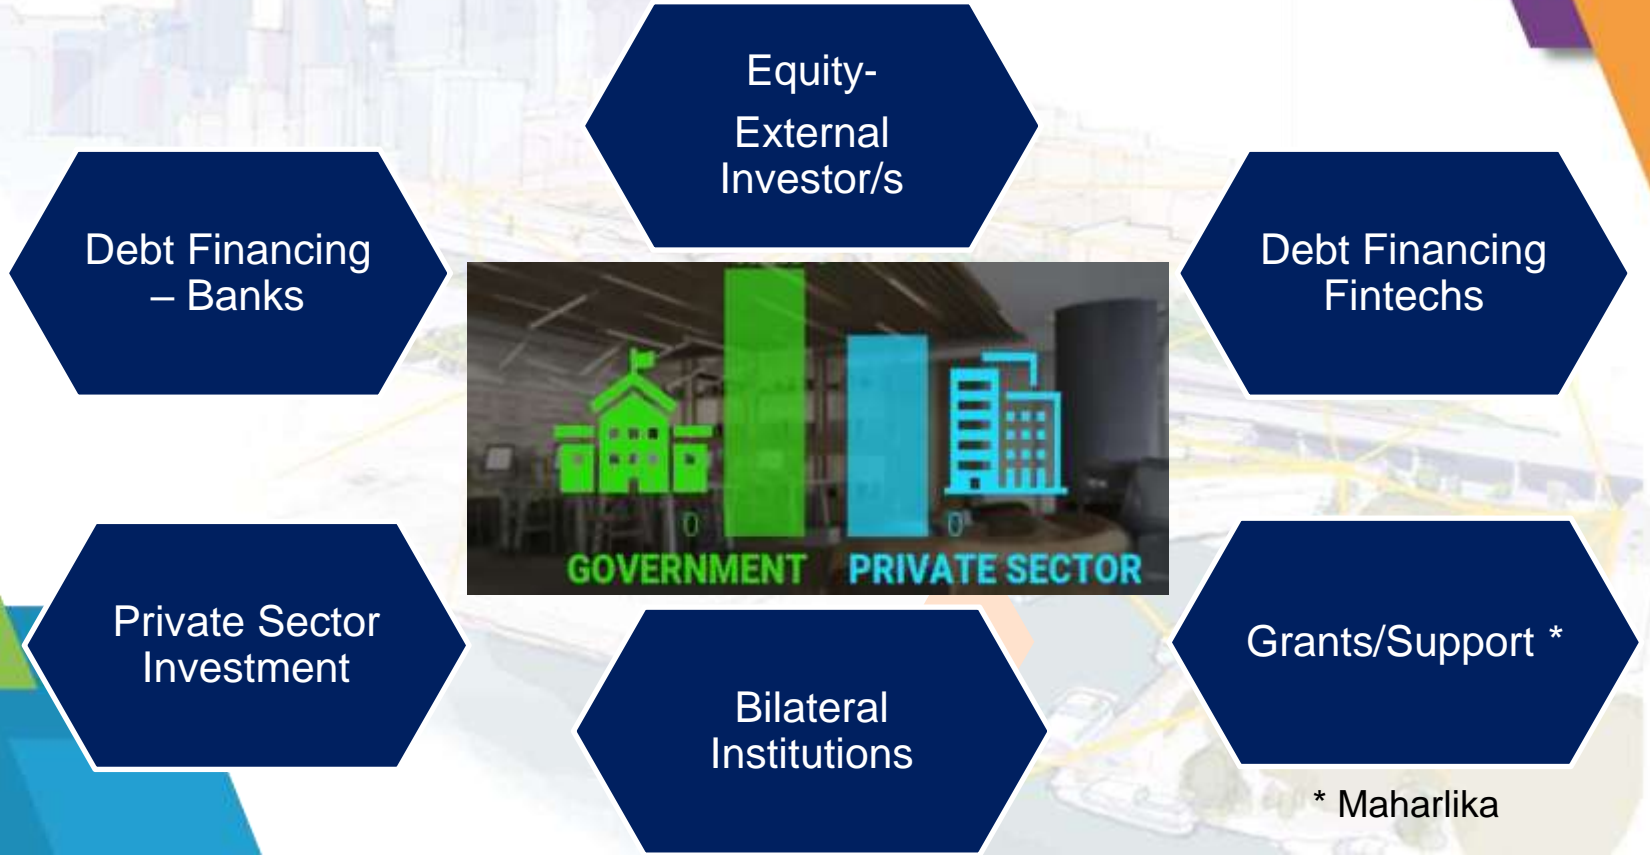 Equity-
External
Investor/s
Debt Financing
– Banks
Debt Financing
Fintechs
0
0
GOVERNMENT
PRIVATE SECTOR
Private Sector
Investment
Grants/Support *
Bilateral
Institutions
* Maharlika